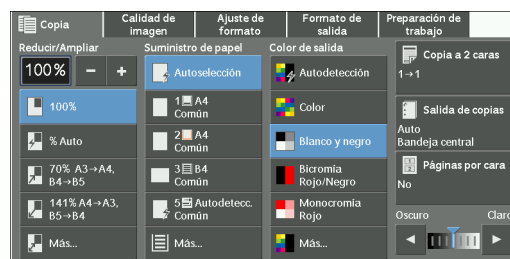 Copia
Calidad de
imagen
Ajuste de
formato
Formato de
salida
Preparación de
trabajo
Reducir/Ampliar
100%
−
+
100%
% Auto
70% A3→A4,
B4→B5
141% A4→A3,
B5→B4
Más...
Suministro de papel
Autoselección
1 A4
Común
2 A4
Común
3 B4
Común
5 Autodetecc.
Común
Más...
Color de salida
Autodetección
Color
Blanco y negro
Bicromía
Rojo/Negro
Monocromía
Rojo
Más...
Copia a 2 caras
1→1
Salida de copias
Auto
Bandeja central
Páginas por cara
No
Oscuro
Claro